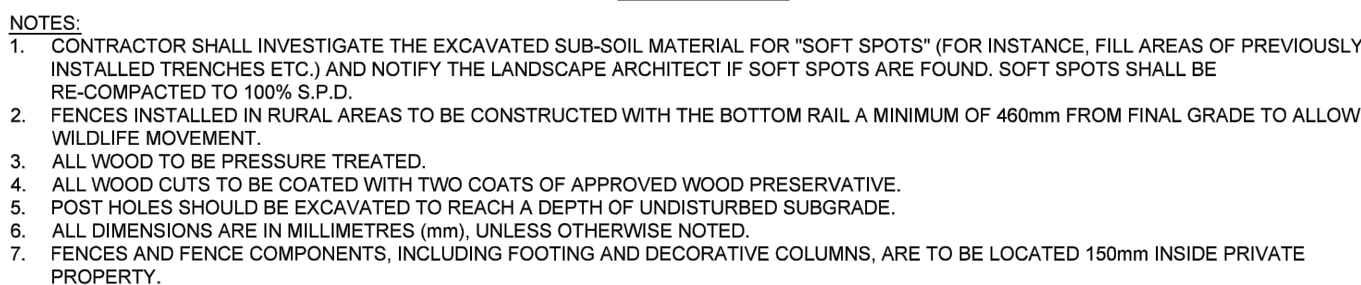 NOTES:
1. CONTRACTOR SHALL INVESTIGATE THE EXCAVATED SUB-SOIL MATERIAL FOR "SOFT SPOTS" (FOR INSTANCE, FILL AREAS OF PREVIOUSLY
INSTALLED TRENCHES ETC.) AND NOTIFY THE LANDSCAPE ARCHITECT IF SOFT SPOTS ARE FOUND. SOFT SPOTS SHALL BE
RE-COMPACTED TO 100% S.P.D.
2. FENCES INSTALLED IN RURAL AREAS TO BE CONSTRUCTED WITH THE BOTTOM RAIL A MINIMUM OF 460mm FROM FINAL GRADE TO ALLOW
WILDLIFE MOVEMENT.
3. ALL WOOD TO BE PRESSURE TREATED.
4. ALL WOOD CUTS TO BE COATED WITH TWO COATS OF APPROVED WOOD PRESERVATIVE.
5. POST HOLES SHOULD BE EXCAVATED TO REACH A DEPTH OF UNDISTURBED SUBGRADE.
6. ALL DIMENSIONS ARE IN MILLIMETRES (mm), UNLESS OTHERWISE NOTED.
7. FENCES AND FENCE COMPONENTS, INCLUDING FOOTING AND DECORATIVE COLUMNS, ARE TO BE LOCATED 150mm INSIDE PRIVATE
PROPERTY.